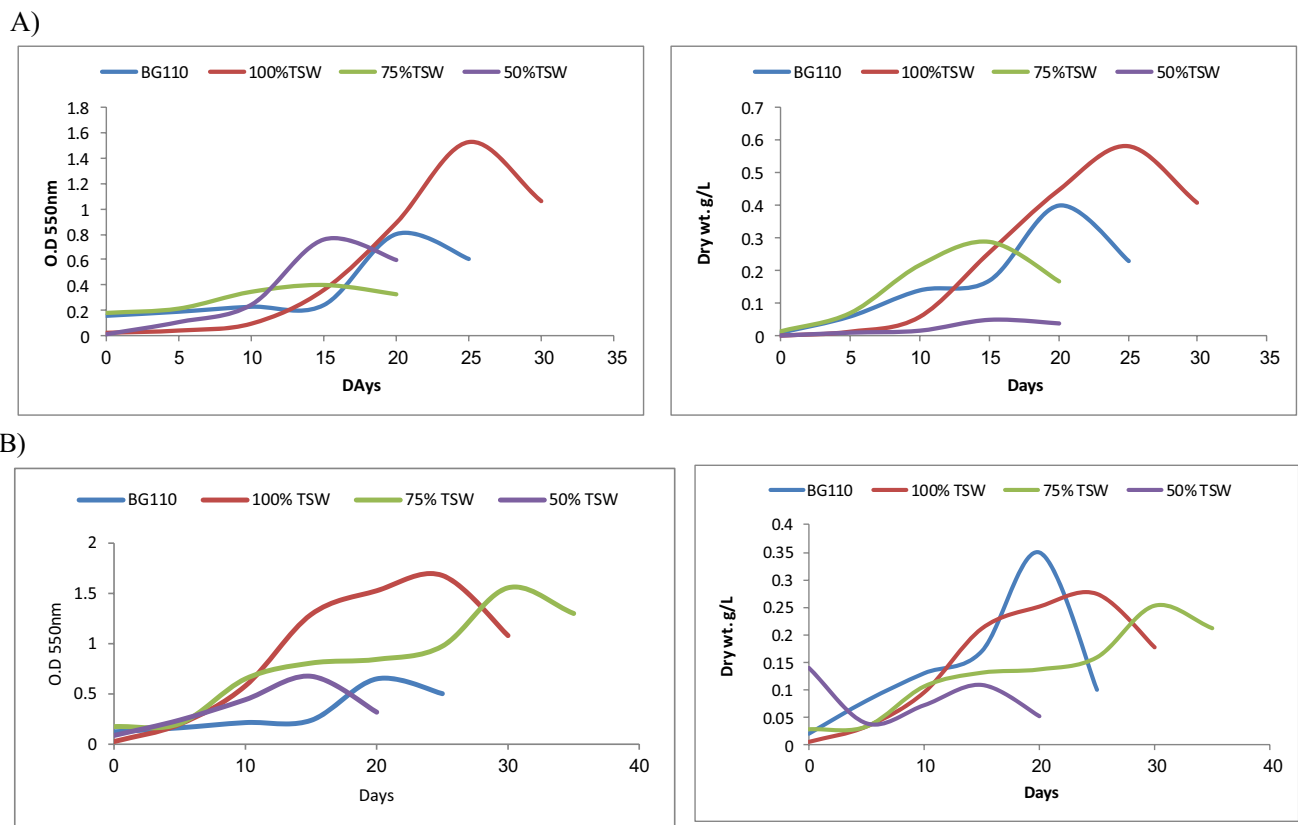 A)
BG110 100%TSW 75%TSW 50%TSW
1.8
1.6
1.4
1.2
1
0.8
0.6
0.4
0.2
0
O.D 550nm
0 5 10 15 20 25 30 35
DAys
BG110 100%TSW 75%TSW 50%TSW
0.7
0.6
0.5
0.4
0.3
0.2
0.1
0
Dry wt. g/L
0 5 10 15 20 25 30 35
Days
B)
BG110 100% TSW 75% TSW 50% TSW
2
1.5
1
0.5
0
O.D 550nm
0 10 20 30 40
Days
BG110 100% TSW 75% TSW 50% TSW
0.4
0.35
0.3
0.25
0.2
0.15
0.1
0.05
0
Dry wt. g/L
0 10 20 30 40
Days